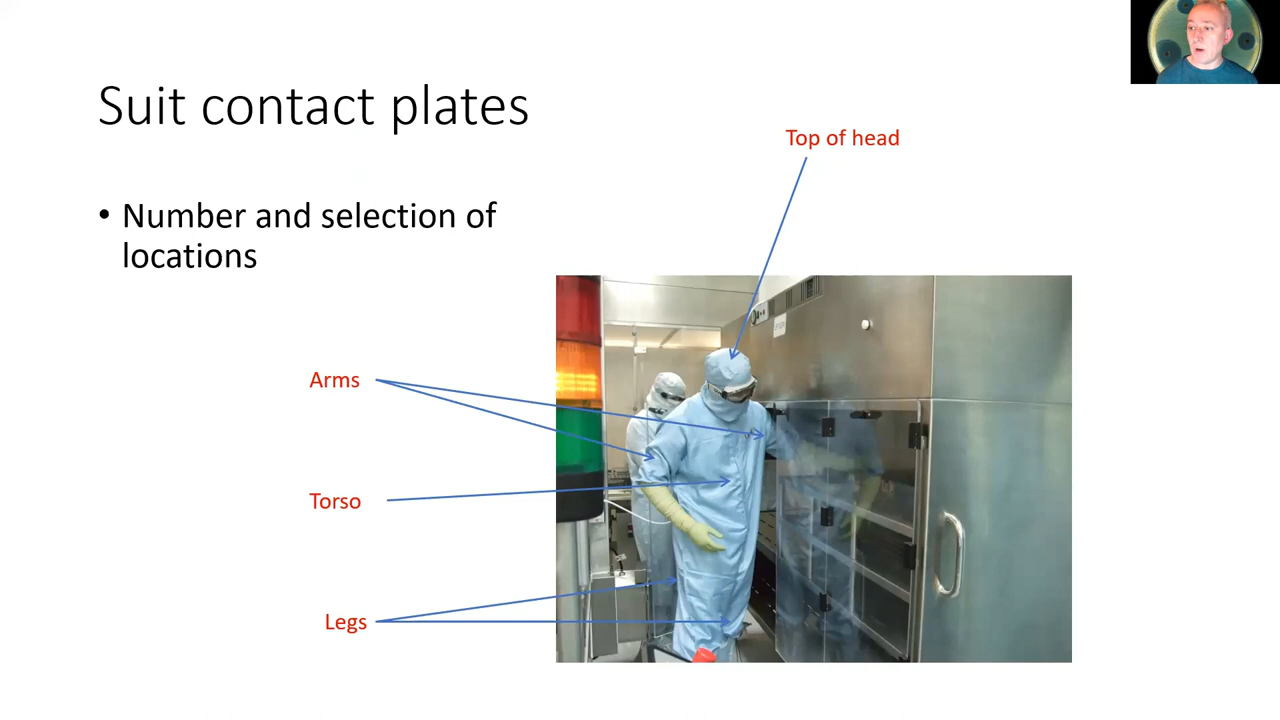 Suit contact plates
Top of head
• Number and selection of
locations
Arms
Torso
Legs